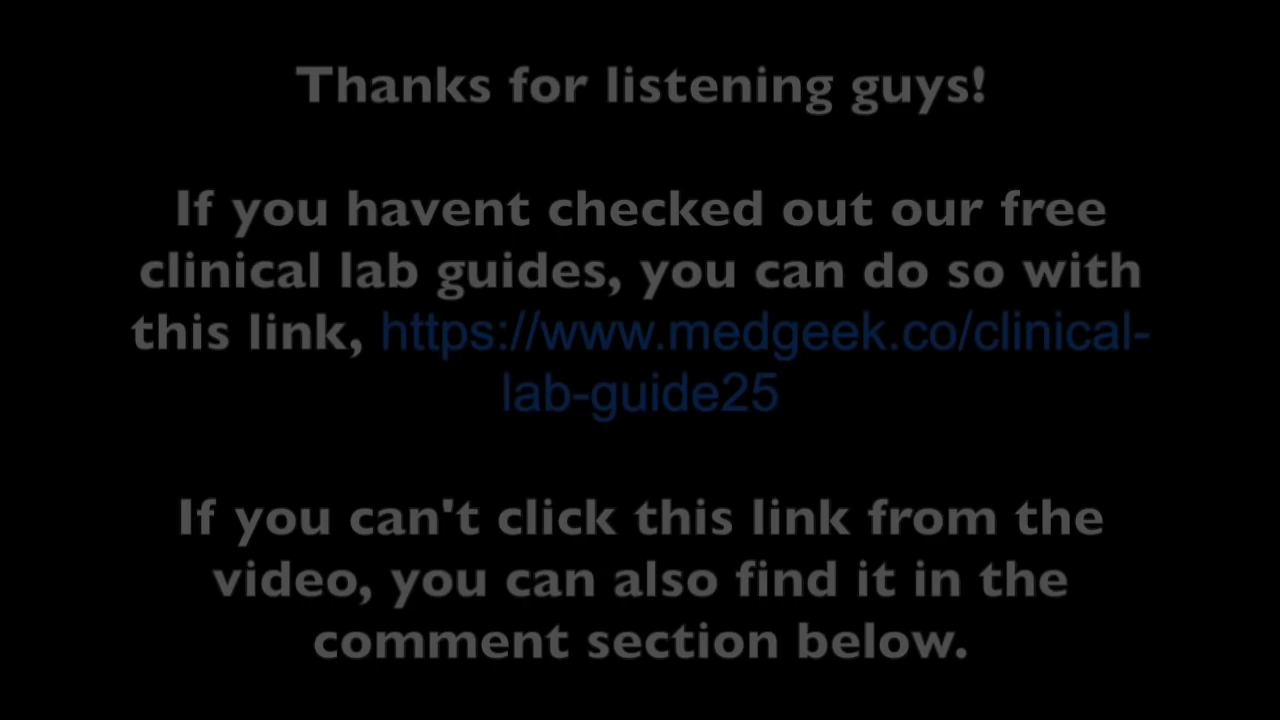 Thanks for listening guys!
If you havent checked out our free
clinical lab guides, you can do so with
this link, https://www.medgeek.co/clinical-
lab-guide25
If you can't click this link from the
video, you can also find it in the
comment section below.